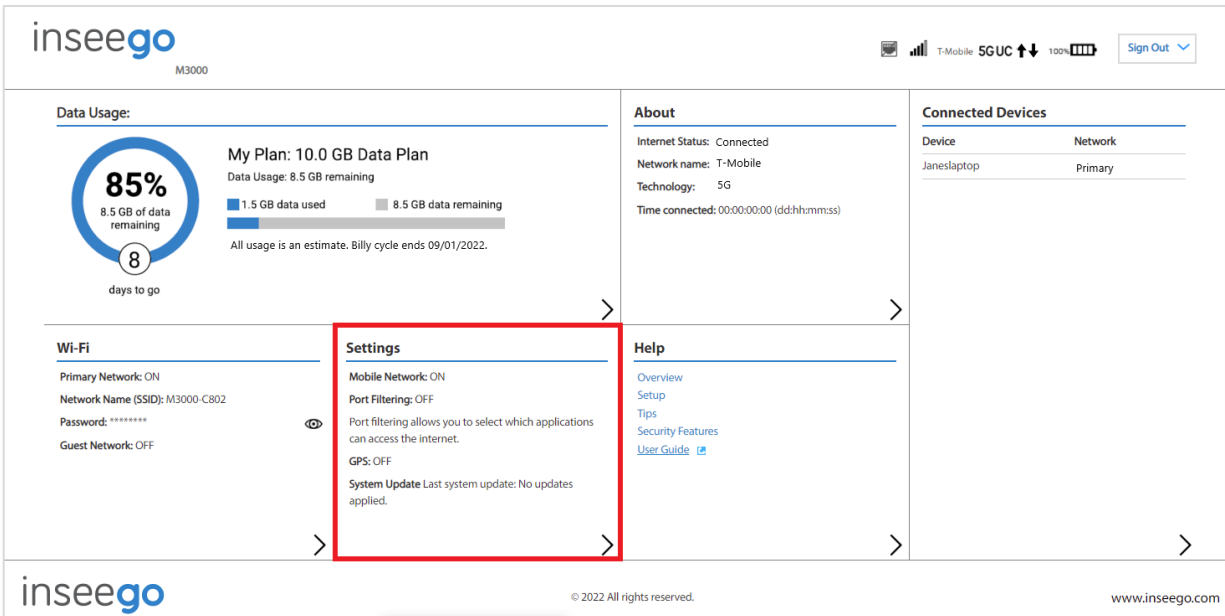 inseego
M3000
T-Mobile 5G UC 100%
Sign Out
Data Usage:
85%
8.5 GB of data
remaining
8
days to go
My Plan: 10.0 GB Data Plan
Data Usage: 8.5 GB remaining
1.5 GB data used 8.5 GB data remaining
All usage is an estimate. Billy cycle ends 09/01/2022.
About
Internet Status: Connected
Network name: T-Mobile
Technology: 5G
Time connected: 00:00:00:00 (dd:hh:mm:ss)
Connected Devices
Device Network
Janeslaptop Primary
Wi-Fi
Primary Network: ON
Network Name (SSID): M3000-C802
Password: ********
Guest Network: OFF
Settings
Mobile Network: ON
Port Filtering: OFF
Port filtering allows you to select which applications
can access the internet.
GPS: OFF
System Update Last system update: No updates
applied.
Help
Overview
Setup
Tips
Security Features
User Guide
inseego
© 2022 All rights reserved.
www.inseego.com